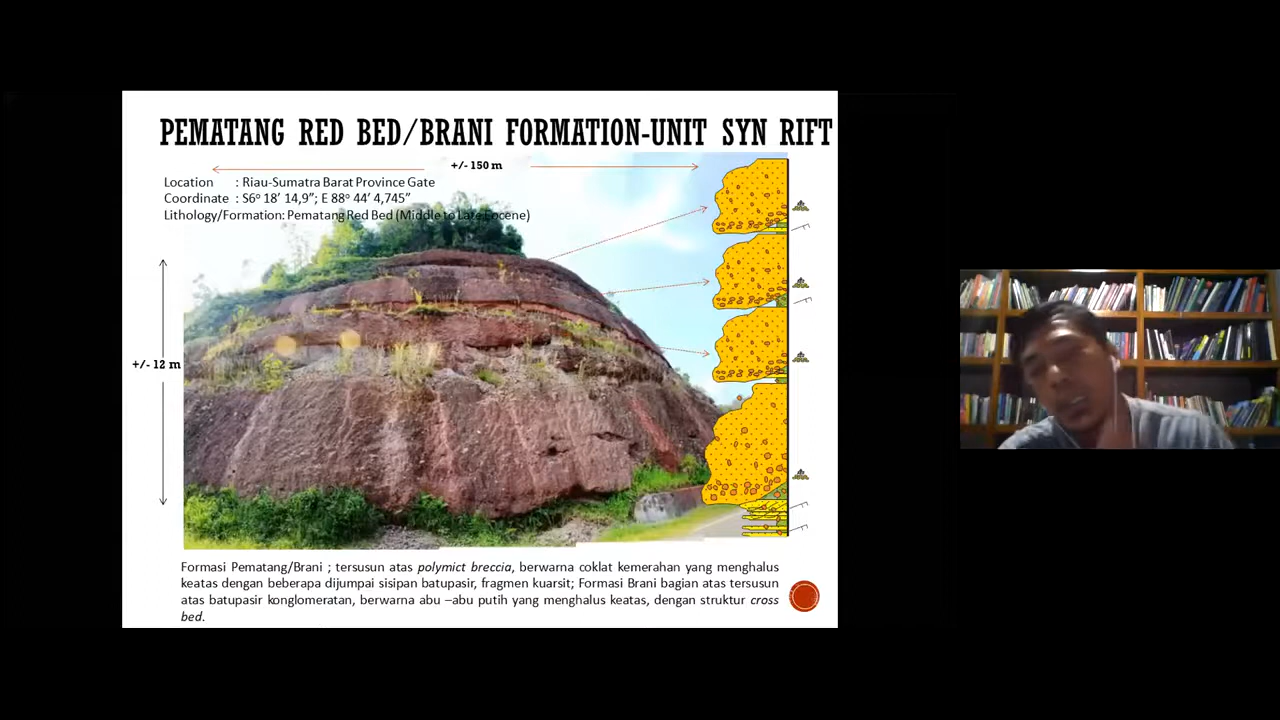 PEMATANG RED BED/BRANI FORMATION-UNIT SYN RIFT
+/- 150 m
Location : Riau-Sumatra Barat Province Gate
Coordinate : S6º 18’ 14,9”; E 88º 44’ 4,745”
Lithology/Formation: Pematang Red Bed (Middle to Late Eocene)
+/- 12 m
Formasi Pematang/Brani ; tersusun atas polymict breccia, berwarna coklat kemerahan yang menghalus
keatas dengan beberapa dijumpai sisipan batupasir, fragmen kuarsit; Formasi Brani bagian atas tersusun
atas batupasir konglomeratan, berwarna abu –abu putih yang menghalus keatas, dengan struktur cross
bed.